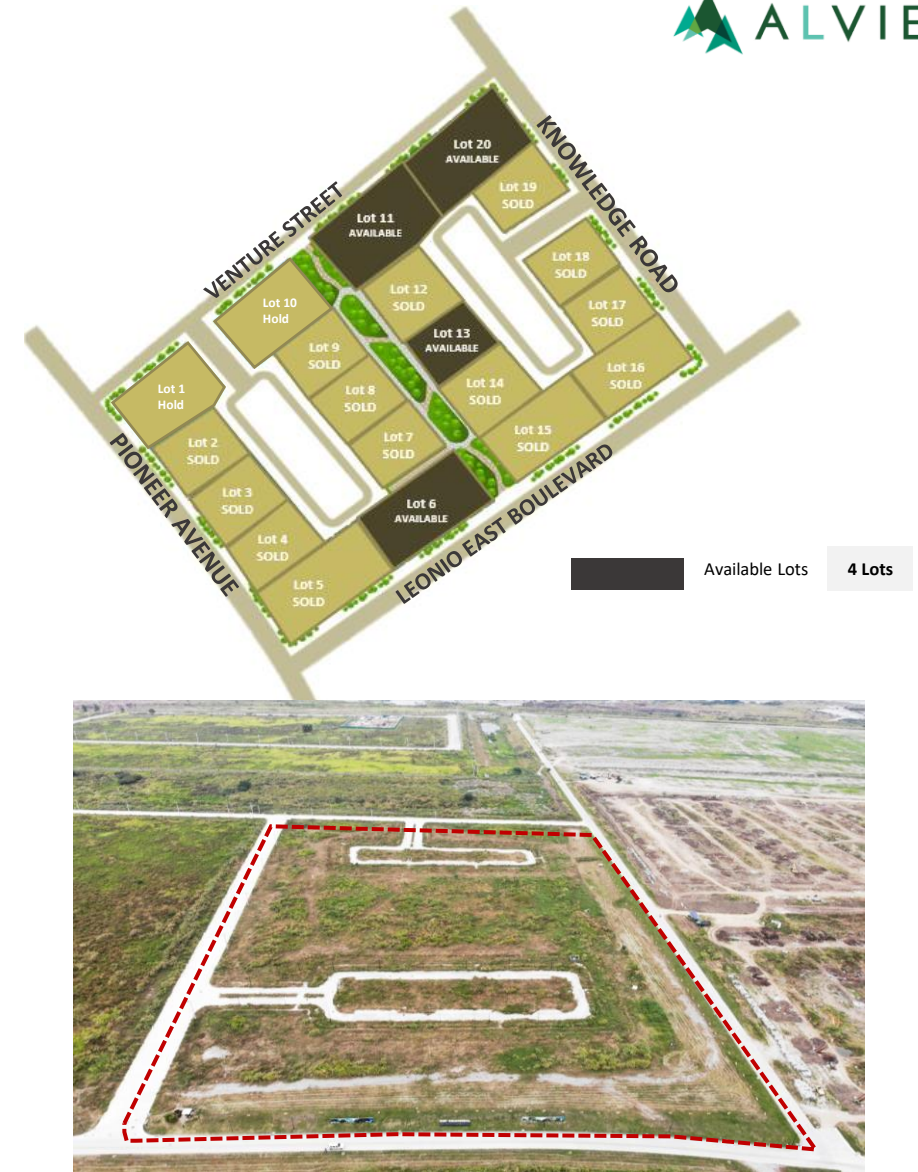 ALVIE
KNOWLEDGE ROAD
VENTURE STREET
Lot 20
AVAILABLE
Lot 19
SOLD
Lot 11
AVAILABLE
Lot 18
SOLD
Lot 12
SOLD
Lot 10
Hold
Lot 17
SOLD
Lot 13
AVAILABLE
Lot 9
SOLD
Lot 16
SOLD
Lot 1
Hold
Lot 8
SOLD
Lot 14
SOLD
Lot 2
SOLD
Lot 7
SOLD
Lot 15
SOLD
Lot 3
SOLD
Lot 6
AVAILABLE
Lot 4
SOLD
Lot 5
SOLD
PIONEER AVENUE
LEONIO EAST BOULEVARD
Available Lots
4 Lots